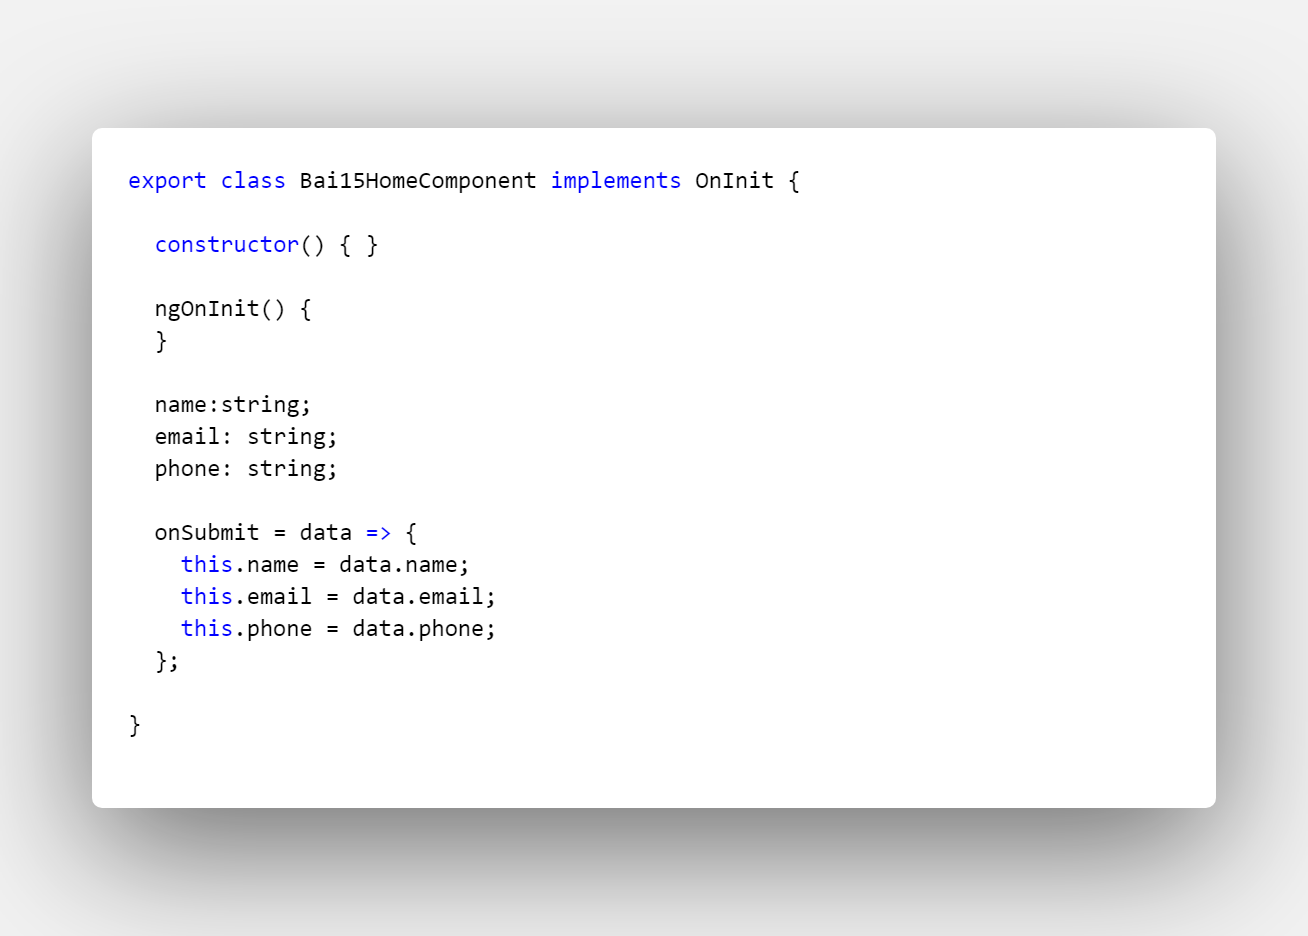 export class Bai15HomeComponent implements OnInit {
constructor() { }
ngOnInit() {
}
name:string;
email: string;
phone: string;
onSubmit = data => {
this.name = data.name;
this.email = data.email;
this.phone = data.phone;
};
}